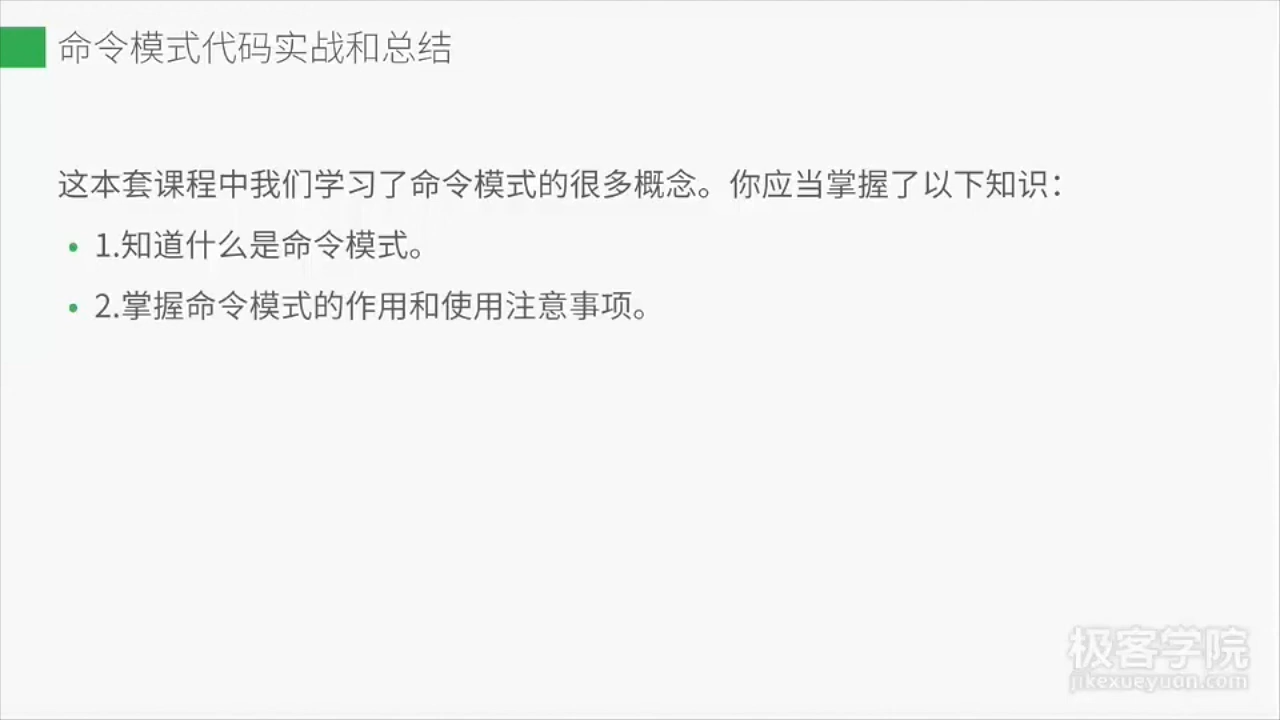 命令模式代码实战和总结
这本套课程中我们学习了命令模式的很多概念。你应当掌握了以下知识：
• 1.知道什么是命令模式。
• 2.掌握命令模式的作用和使用注意事项。
极客学院
jikexueyuan.com